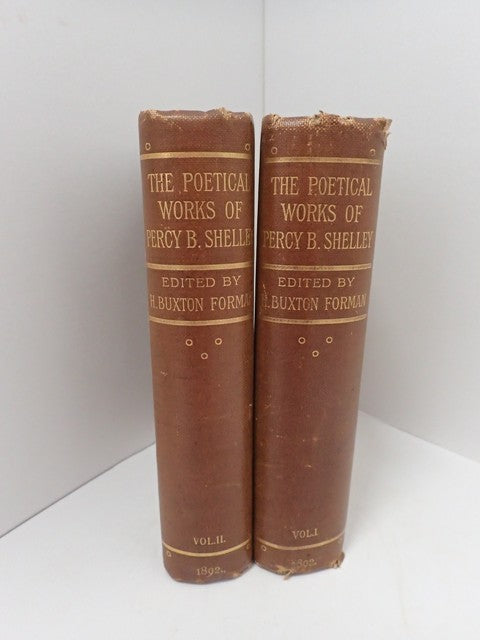 THE POETICAL
WORKS OF
PERCY B. SHELLEY
EDITED BY
H. BUXTON FORMAN
VOL. II.
1892.
THE POETICAL
WORKS OF
PERCY B. SHELLEY
EDITED BY
H. BUXTON FORMAN
VOL. I.
1892.